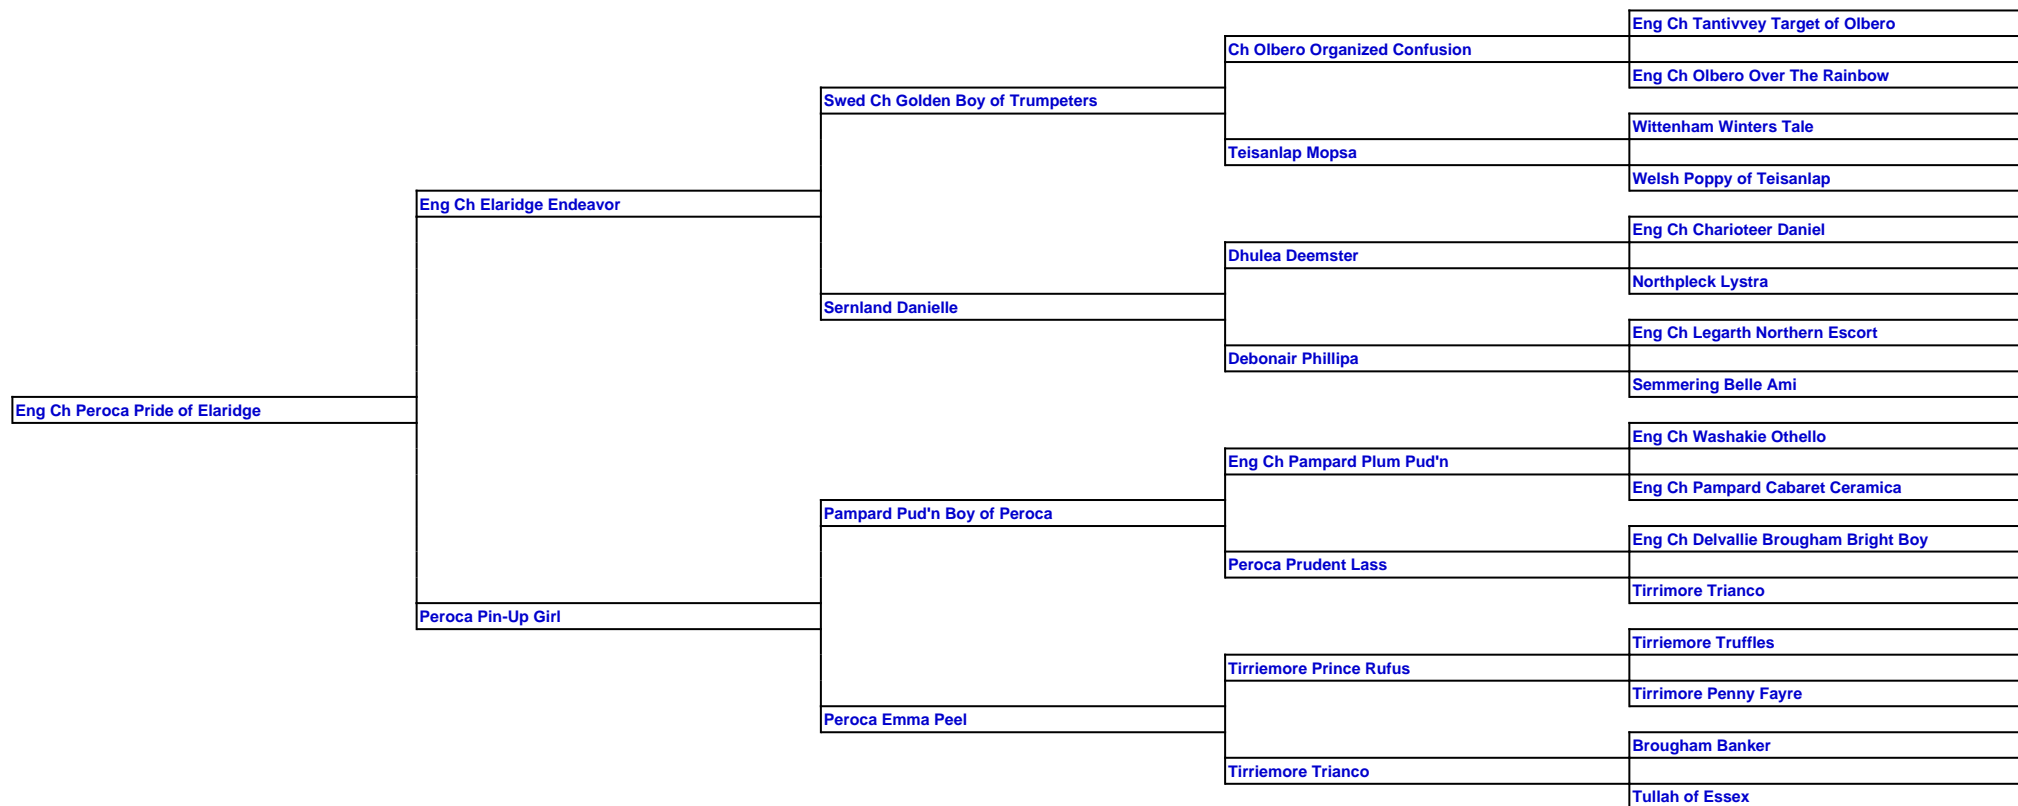 Eng Ch Tantivvey Target of Olbero
Ch Olbero Organized Confusion
Eng Ch Olbero Over The Rainbow
Swed Ch Golden Boy of Trumpeters
Wittenham Winters Tale
Teisanlap Mopsa
Welsh Poppy of Teisanlap
Eng Ch Elaridge Endeavor
Eng Ch Charioteer Daniel
Dhulea Deemster
Northpleck Lystra
Sernland Danielle
Eng Ch Legarth Northern Escort
Debonair Phillipa
Semmering Belle Ami
Eng Ch Peroca Pride of Elaridge
Eng Ch Washakie Othello
Eng Ch Pampard Plum Pud'n
Eng Ch Pampard Cabaret Ceramica
Pampard Pud'n Boy of Peroca
Eng Ch Delvallie Brougham Bright Boy
Peroca Prudent Lass
Tirrimore Trianco
Peroca Pin-Up Girl
Tirriemore Truffles
Tirriemore Prince Rufus
Tirrimore Penny Fayre
Peroca Emma Peel
Brougham Banker
Tirriemore Trianco
Tullah of Essex